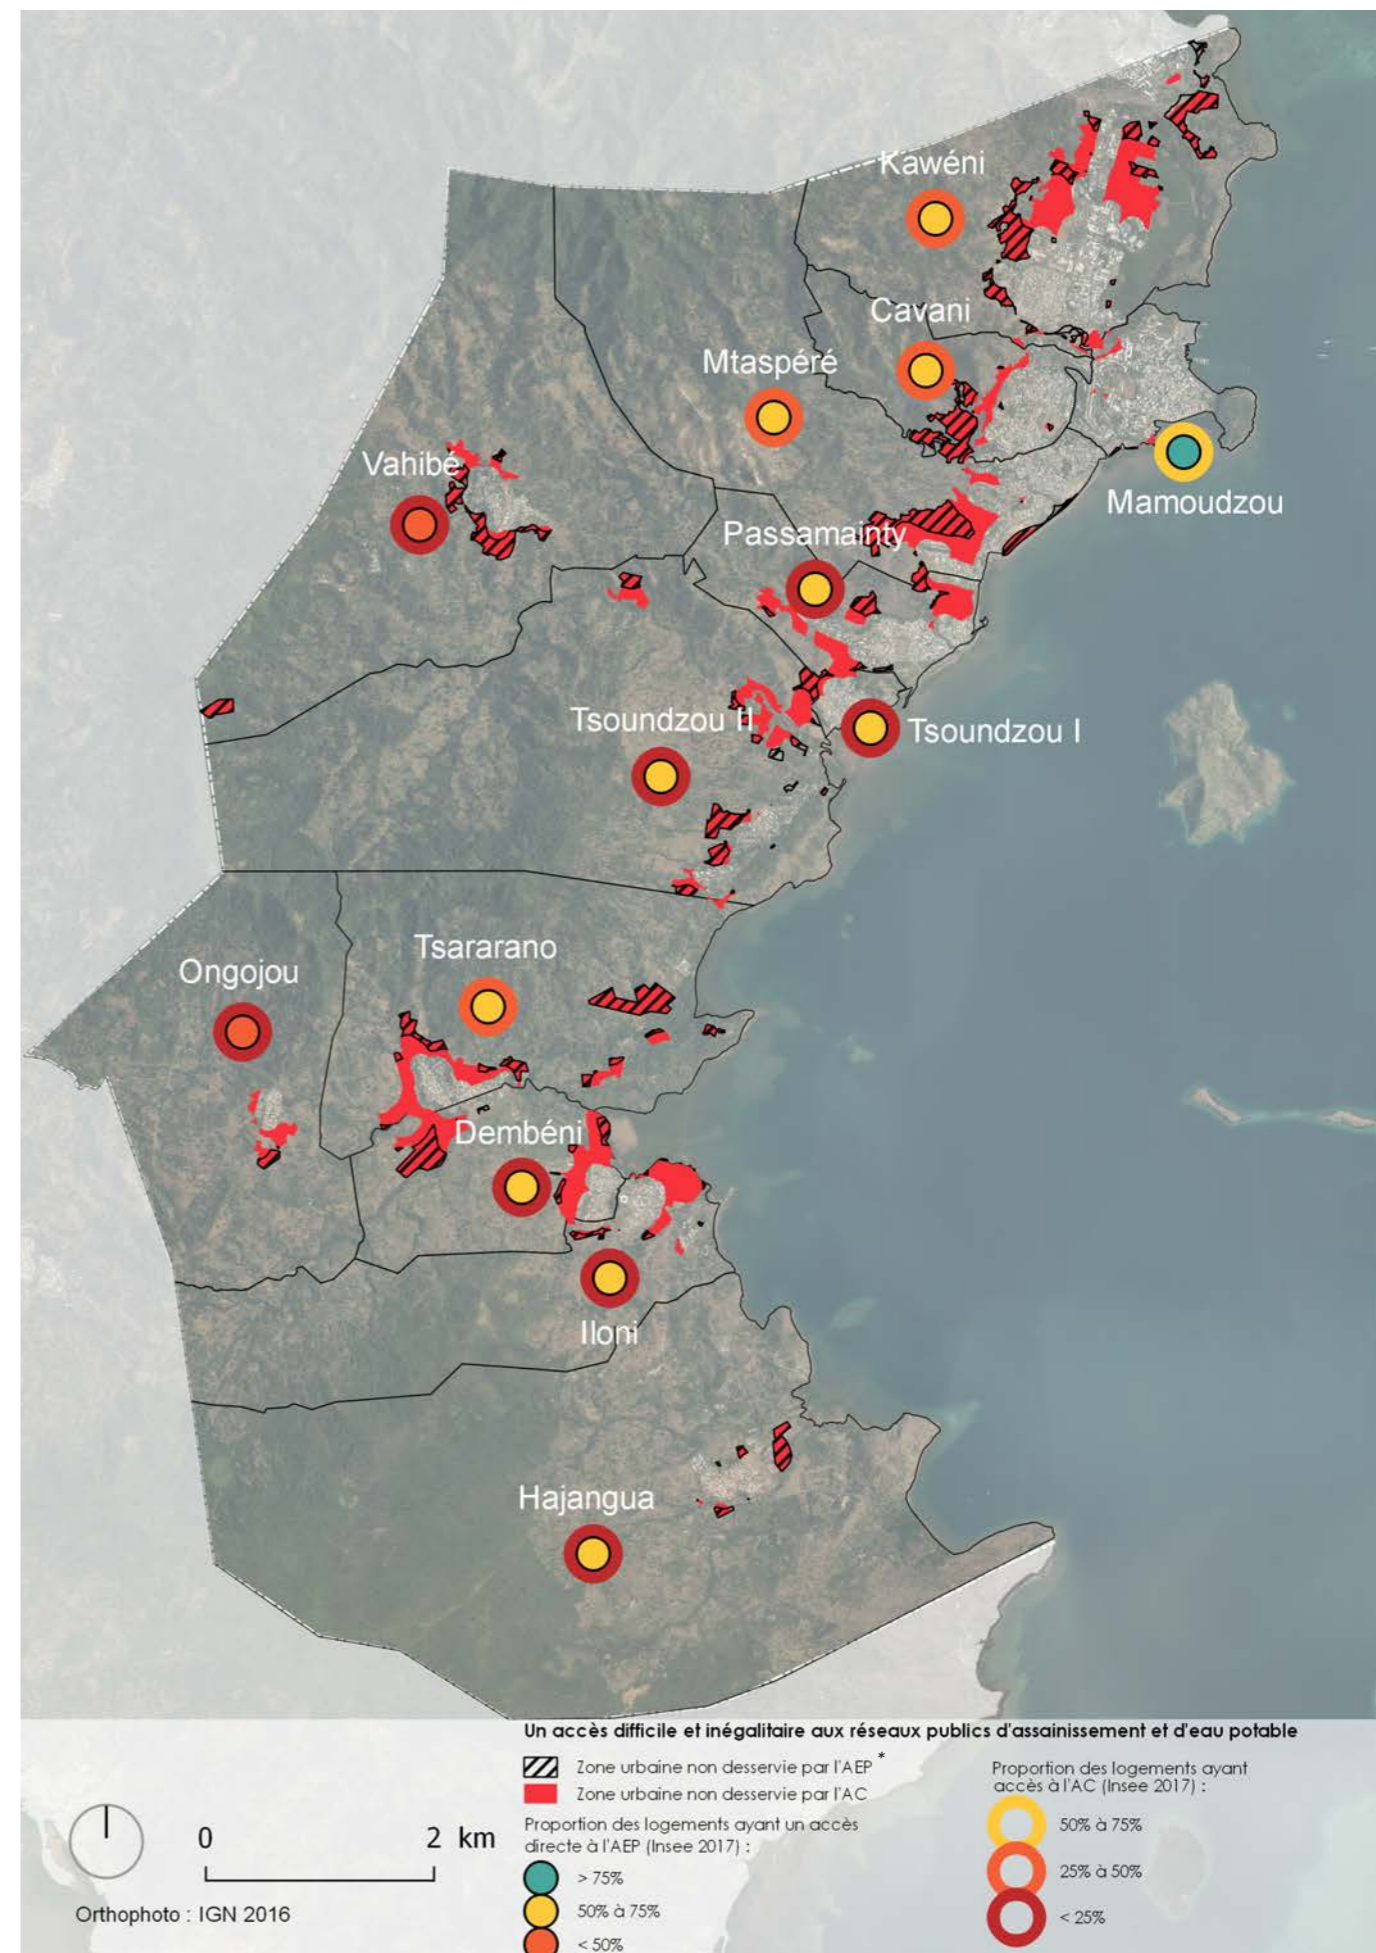 Kawéni
Cavani
Mtaspéré
Vahibé
Mamoudzou
Passamainty
Tsoundzou II
Tsoundzou I
Tsararano
Ongojou
Dembéni
Iloni
Hajangua
Un accès difficile et inégalitaire aux réseaux publics d'assainissement et d'eau potable
Zone urbaine non desservie par l'AEP *
Zone urbaine non desservie par l'AC
Proportion des logements ayant un accès
directe à l'AEP (Insee 2017) :
> 75%
50% à 75%
< 50%
Proportion des logements ayant
accès à l'AC (Insee 2017) :
50% à 75%
25% à 50%
< 25%
0 2 km
Orthophoto : IGN 2016